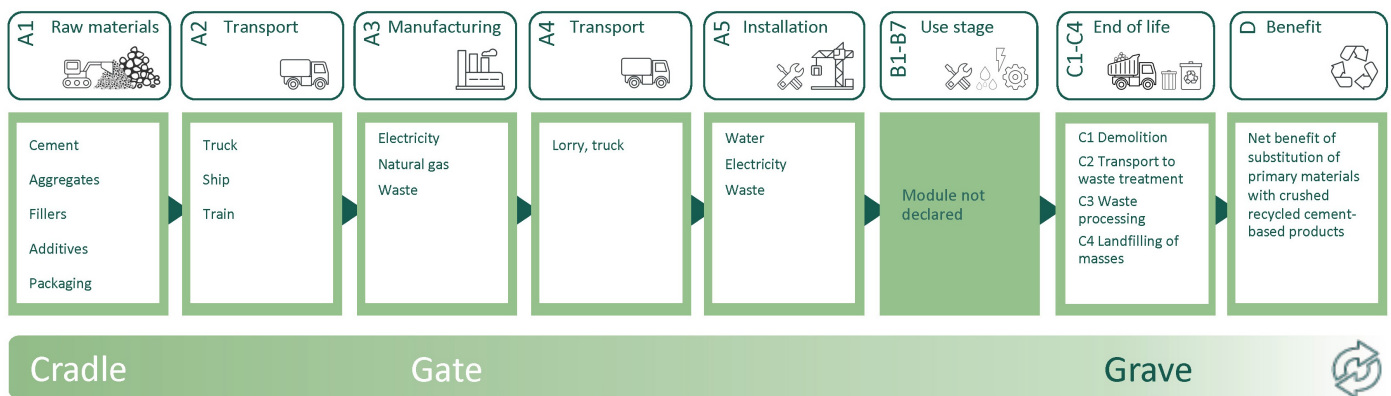 A1 Raw materials
A2 Transport
A3 Manufacturing
A4 Transport
A5 Installation
B1-B7 Use stage
C1-C4 End of life
D Benefit
Cement
Aggregates
Fillers
Additives
Packaging
Truck
Ship
Train
Electricity
Natural gas
Waste
Lorry, truck
Water
Electricity
Waste
Module not
declared
C1 Demolition
C2 Transport to
waste treatment
C3 Waste
processing
C4 Landfilling of
masses
Net benefit of
substitution of
primary materials
with crushed
recycled cement-
based products
Cradle
Gate
Grave